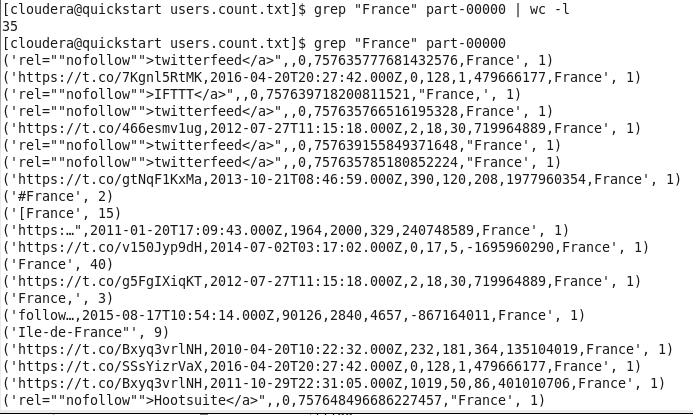 [cloudera@quickstart users.count.txt]$ grep "France" part-00000 | wc -l
35
[cloudera@quickstart users.count.txt]$ grep "France" part-00000
('rel=""nofollow"">twitterfeed</a>",,0,757635777681432576,France', 1)
('https://t.co/7Kgnl5RtMK,2016-04-20T20:27:42.000Z,0,128,1,479666177,France', 1)
('rel=""nofollow"">IFTTT</a>",,0,757639718200811521,"France,', 1)
('rel=""nofollow"">twitterfeed</a>",,0,757635766516195328,France', 1)
('https://t.co/466esmv1ug,2012-07-27T11:15:18.000Z,2,18,30,719964889,France', 1)
('rel=""nofollow"">twitterfeed</a>",,0,757639155849371648,"France', 1)
('rel=""nofollow"">twitterfeed</a>",,0,757635785180852224,France', 1)
('https://t.co/gtNqF1KxMa,2013-10-21T08:46:59.000Z,390,120,208,1977960354,France', 1)
('#France', 2)
('[France', 15)
('https:…",2011-01-20T17:09:43.000Z,1964,2000,329,240748589,France', 1)
('https://t.co/v150Jyp9dH,2014-07-02T03:17:02.000Z,0,17,5,-1695960290,France', 1)
('France', 40)
('https://t.co/g5FgIXiqKT,2012-07-27T11:15:18.000Z,2,18,30,719964889,France', 1)
('France,', 3)
('follow…,2015-08-17T10:54:14.000Z,90126,2840,4657,-867164011,France', 1)
('Ile-de-France"', 9)
('https://t.co/Bxyq3vrlNH,2010-04-20T10:22:32.000Z,232,181,364,135104019,France', 1)
('https://t.co/SSsYizrVaX,2016-04-20T20:27:42.000Z,0,128,1,479666177,France', 1)
('https://t.co/Bxyq3vrlNH,2011-10-29T22:31:05.000Z,1019,50,86,401010706,France', 1)
('rel=""nofollow"">Hootsuite</a>",,0,757648496686227457,"France', 1)